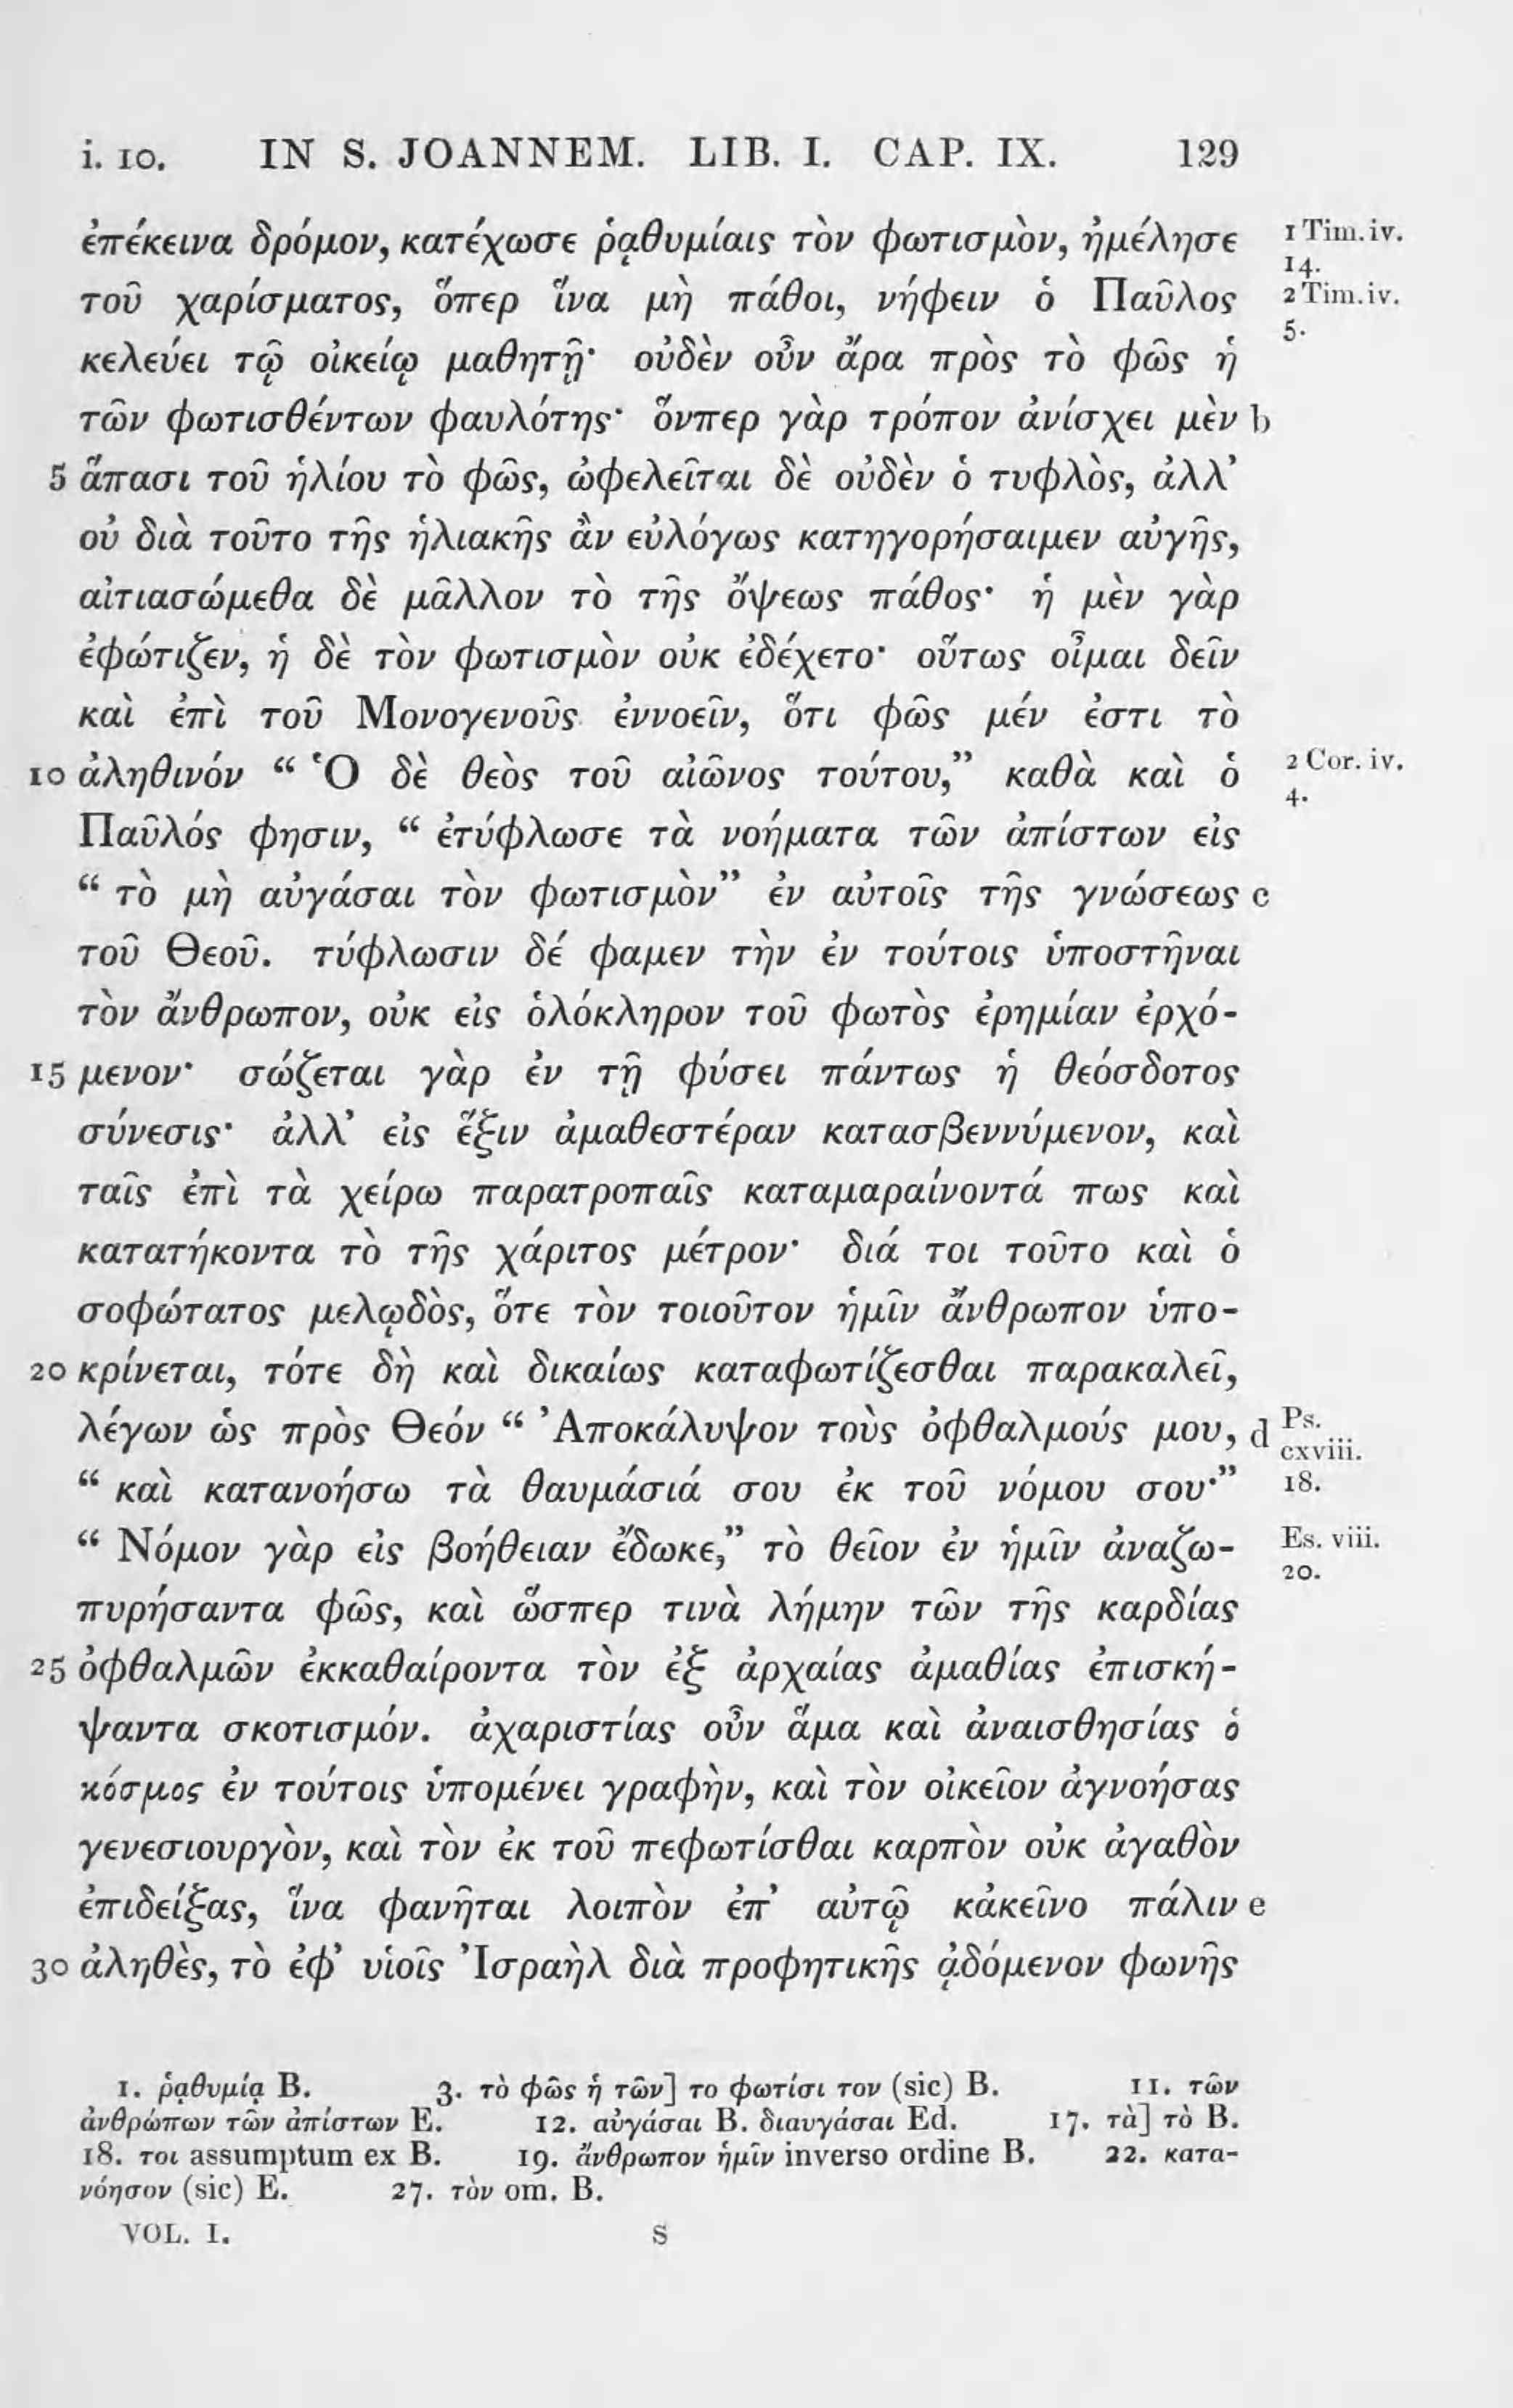 i. 10. IN S. JOANNEM. LIB. I. CAP. IX. 129
ἐπέκεινα δρόμον, κατέχωσε ῥᾳθυμίαις τὸν φωτισμὸν, ἠμέλησε 1 Tim. iv. 14.
τοῦ χαρίσματος, ὅπερ ἵνα μὴ πάθοι, νήφειν ὁ Παῦλος 2 Tim. iv. 5.
κελεύει τῷ οἰκείῳ μαθητῇ· οὐδὲν οὖν ἄρα πρὸς τὸ φῶς ἡ
τῶν φωτισθέντων φαυλότης· ὅνπερ γὰρ τρόπον ἀνίσχει μὲν b
5 ἅπασι τοῦ ἡλίου τὸ φῶς, ὠφελεῖται δὲ οὐδὲν ὁ τυφλὸς, ἀλλ’
οὐ διὰ τοῦτο τῆς ἡλιακῆς ἂν εὐλόγως κατηγορήσαιμεν αὐγῆς,
αἰτιασώμεθα δὲ μᾶλλον τὸ τῆς ὄψεως πάθος· ἡ μὲν γὰρ
ἐφώτιζεν, ἡ δὲ τὸν φωτισμὸν οὐκ ἐδέχετο· οὕτως οἶμαι δεῖν
καὶ ἐπὶ τοῦ Μονογενοῦς ἐννοεῖν, ὅτι φῶς μέν ἐστι τὸ
10 ἀληθινόν “ Ὁ δὲ θεὸς τοῦ αἰῶνος τούτου,” καθὰ καὶ ὁ 2 Cor. iv. 4.
Παῦλός φησιν, “ ἐτύφλωσε τὰ νοήματα τῶν ἀπίστων εἰς
“ τὸ μὴ αὐγάσαι τὸν φωτισμὸν” ἐν αὐτοῖς τῆς γνώσεως c
τοῦ Θεοῦ. τύφλωσιν δέ φαμεν τὴν ἐν τούτοις ὑποστῆναι
τὸν ἄνθρωπον, οὐκ εἰς ὁλόκληρον τοῦ φωτὸς ἐρημίαν ἐρχό-
15 μενον· σώζεται γὰρ ἐν τῇ φύσει πάντως ἡ θεόσδοτος
σύνεσις· ἀλλ’ εἰς ἕξιν ἀμαθεστέραν κατασβεννύμενον, καὶ
ταῖς ἐπὶ τὰ χείρω παρατροπαῖς καταμαραίνοντά πως καὶ
κατατήκοντα τὸ τῆς χάριτος μέτρον· διά τοι τοῦτο καὶ ὁ
σοφώτατος μελῳδὸς, ὅτε τὸν τοιοῦτον ἡμῖν ἄνθρωπον ὑπο-
20 κρίνεται, τότε δὴ καὶ δικαίως καταφωτίζεσθαι παρακαλεῖ,
λέγων ὡς πρὸς Θεόν “ Ἀποκάλυψον τοὺς ὀφθαλμούς μου, d Ps. cxviii.
“ καὶ κατανοήσω τὰ θαυμάσιά σου ἐκ τοῦ νόμου σου·” 18.
“ Νόμον γὰρ εἰς βοήθειαν ἔδωκε,” τὸ θεῖον ἐν ἡμῖν ἀναζω- Es. viii. 20.
πυρήσαντα φῶς, καὶ ὥσπερ τινὰ λήμην τῶν τῆς καρδίας
25 ὀφθαλμῶν ἐκκαθαίροντα τὸν ἐξ ἀρχαίας ἀμαθίας ἐπισκή-
ψαντα σκοτισμόν. ἀχαριστίας οὖν ἅμα καὶ ἀναισθησίας ὁ
κόσμος ἐν τούτοις ὑπομένει γραφὴν, καὶ τὸν οἰκεῖον ἀγνοήσας
γενεσιουργὸν, καὶ τὸν ἐκ τοῦ πεφωτίσθαι καρπὸν οὐκ ἀγαθὸν
ἐπιδείξας, ἵνα φανῆται λοιπὸν ἐπ’ αὐτῷ κἀκεῖνο πάλιν e
30 ἀληθὲς, τὸ ἐφ’ υἱοῖς Ἰσραὴλ διὰ προφητικῆς ᾀδόμενον φωνῆς
1. ῥᾳθυμίᾳ B. 3. τὸ φῶς ἡ τῶν] το φωτίσι τον (sic) B. 11. τῶν
ἀνθρώπων τῶν ἀπίστων E. 12. αὐγάσαι B. διαυγάσαι Ed. 17. τὰ] τὸ B.
18. τοι assumptum ex B. 19. ἄνθρωπον ἡμῖν inverso ordine B. 22. κατα-
νόησον (sic) E. 27. τὸν om. B.
VOL. I. S